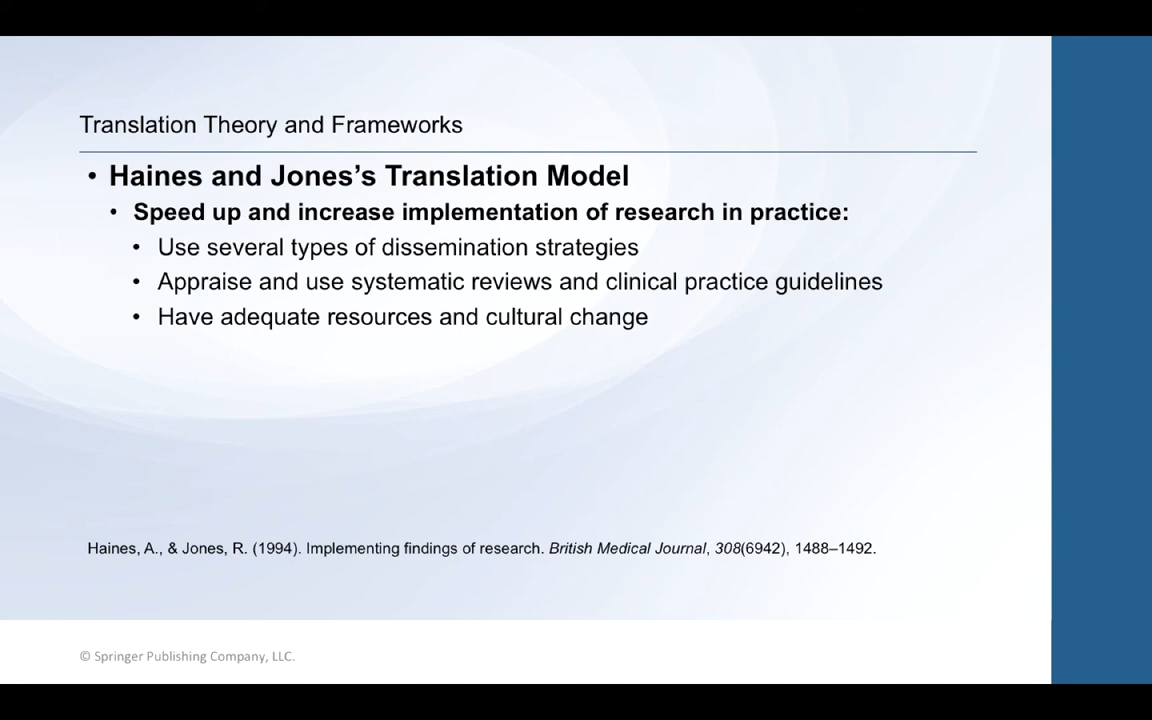 Translation Theory and Frameworks
• Haines and Jones’s Translation Model
• Speed up and increase implementation of research in practice:
• Use several types of dissemination strategies
• Appraise and use systematic reviews and clinical practice guidelines
• Have adequate resources and cultural change
Haines, A., & Jones, R. (1994). Implementing findings of research. British Medical Journal, 308(6942), 1488–1492.
© Springer Publishing Company, LLC.